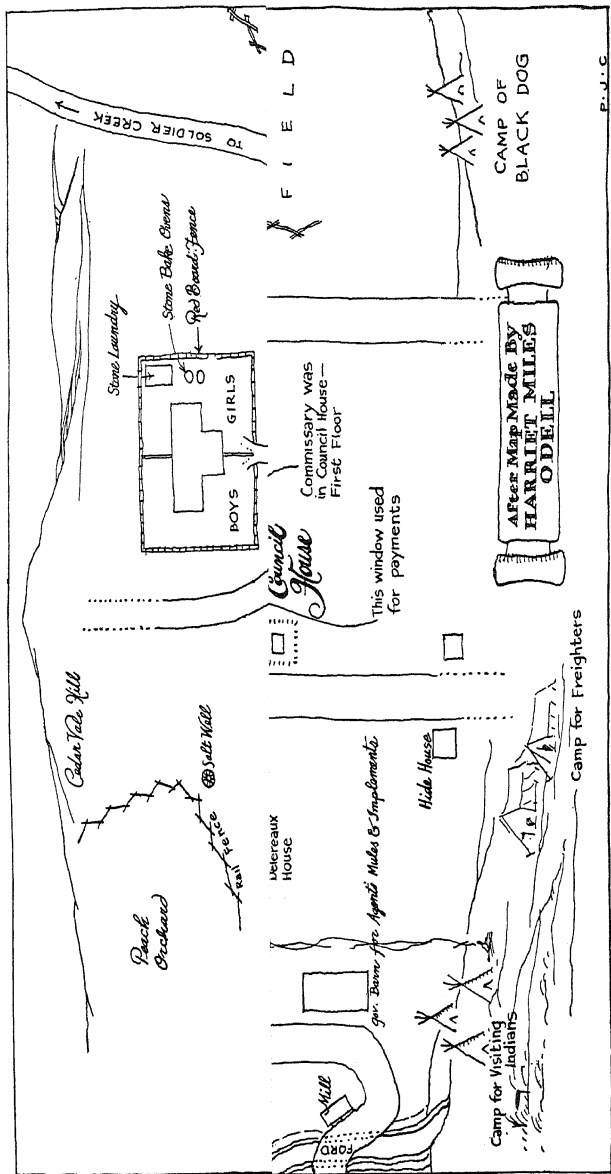 TO SOLDIER CREEK
FIELD
CAMP OF
BLACK DOG
P.J.C
Stone Laundry
Stone Bake Ovens
Red Board Fence
GIRLS
BOYS
Commissary was
in Council House—
First Floor
After Map Made By
HARRIET MILES
ODELL
Council
House
This window used
for payments
Cedar Vale Hill
Salt Well
Rail Fence
Peach
Orchard
Delereaux
House
Hide House
Camp for Freighters
Gov. Barn for Agent's Mules & Implements
Mill
FORD
Camp for Visiting
Indians